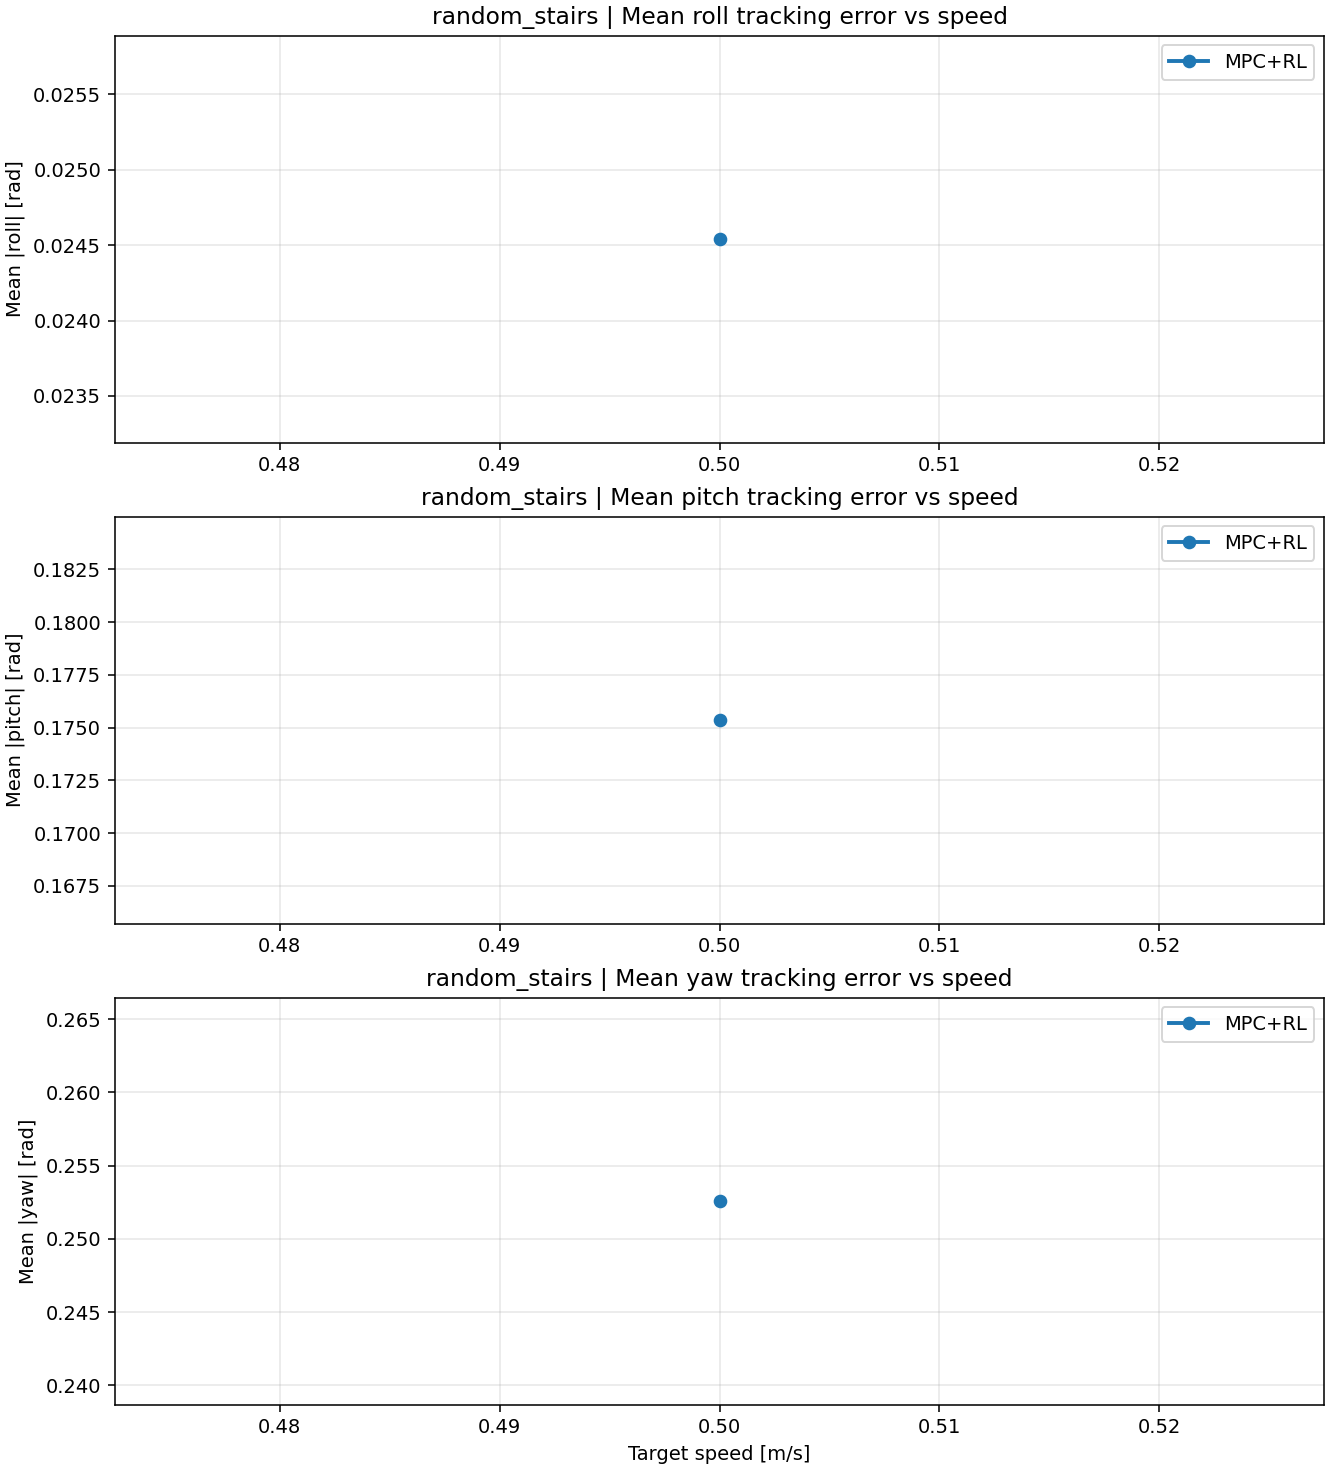 random_stairs | Mean roll tracking error vs speed
MPC+RL
Mean |roll| [rad]
0.0255
0.0250
0.0245
0.0240
0.0235
0.48 0.49 0.50 0.51 0.52
random_stairs | Mean pitch tracking error vs speed
MPC+RL
Mean |pitch| [rad]
0.1825
0.1800
0.1775
0.1750
0.1725
0.1700
0.1675
0.48 0.49 0.50 0.51 0.52
random_stairs | Mean yaw tracking error vs speed
MPC+RL
Mean |yaw| [rad]
0.265
0.260
0.255
0.250
0.245
0.240
0.48 0.49 0.50 0.51 0.52
Target speed [m/s]